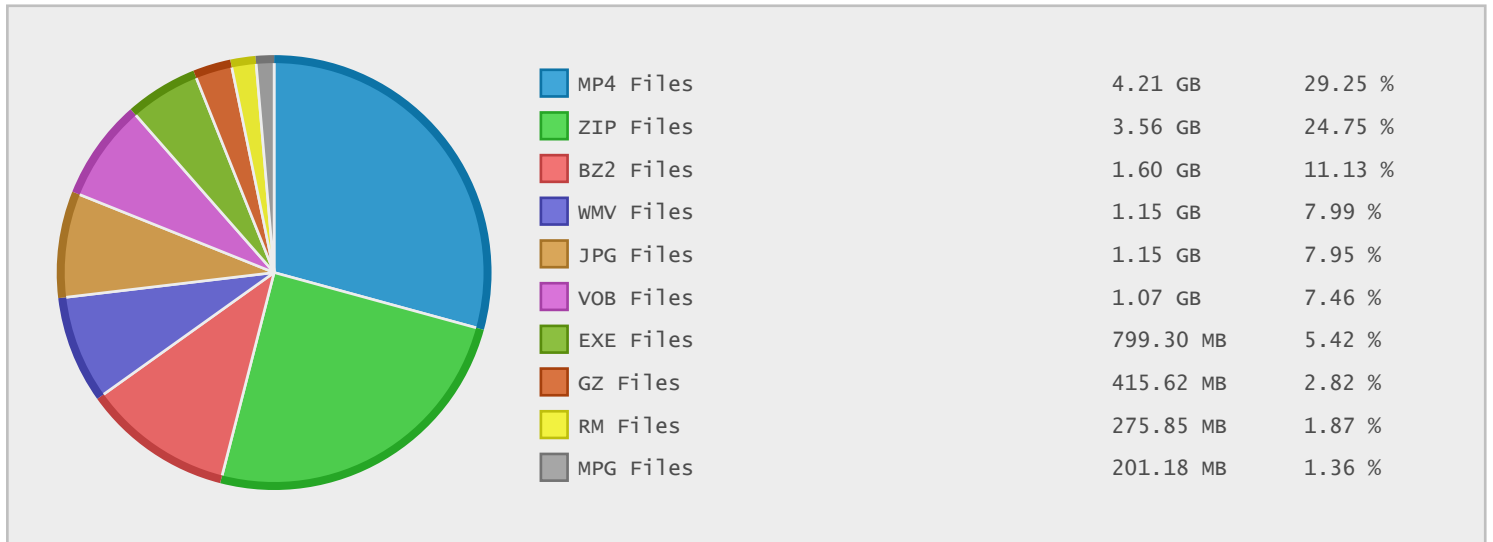 MP4 Files 4.21 GB 29.25 %
ZIP Files 3.56 GB 24.75 %
BZ2 Files 1.60 GB 11.13 %
WMV Files 1.15 GB 7.99 %
JPG Files 1.15 GB 7.95 %
VOB Files 1.07 GB 7.46 %
EXE Files 799.30 MB 5.42 %
GZ Files 415.62 MB 2.82 %
RM Files 275.85 MB 1.87 %
MPG Files 201.18 MB 1.36 %